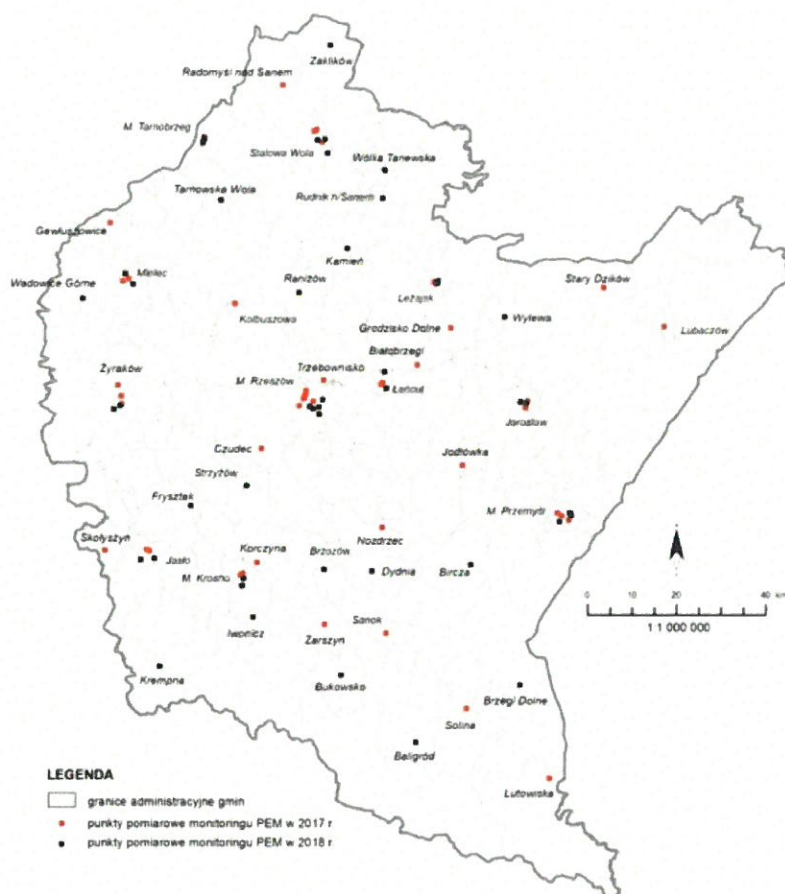 Zaklików
Radomyśl nad Sanem
M. Tarnobrzeg
Stalowa Wola
Wólka Tanewska
Tarnowska Wola
Rudnik n/Sanem
Gawłuszowice
Kamień
Mielec
Stary Dzików
Wadowice Górne
Raniżów
Leżajsk
Kolbuszowa
Wylewa
Grodzisko Dolne
Lubaczów
Białobrzegi
Żyraków
Trzebownisko
M. Rzeszów
Łańcut
Jarosław
Czudec
Jodłówka
Strzyżów
Frysztak
M. Przemyśl
Nozdrzec
Skołyszyn
Korczyna
Jasło
Brzozów
Dydnia
Bircza
M. Krosno
0 20 40 km
1:1 000 000
Iwonicz
Zarszyn
Sanok
Krempna
Bukowsko
Brzegi Dolne
Solina
Baligród
Lutowiska
LEGENDA
granice administracyjne gmin
punkty pomiarowe monitoringu PEM w 2017 r
punkty pomiarowe monitoringu PEM w 2018 r